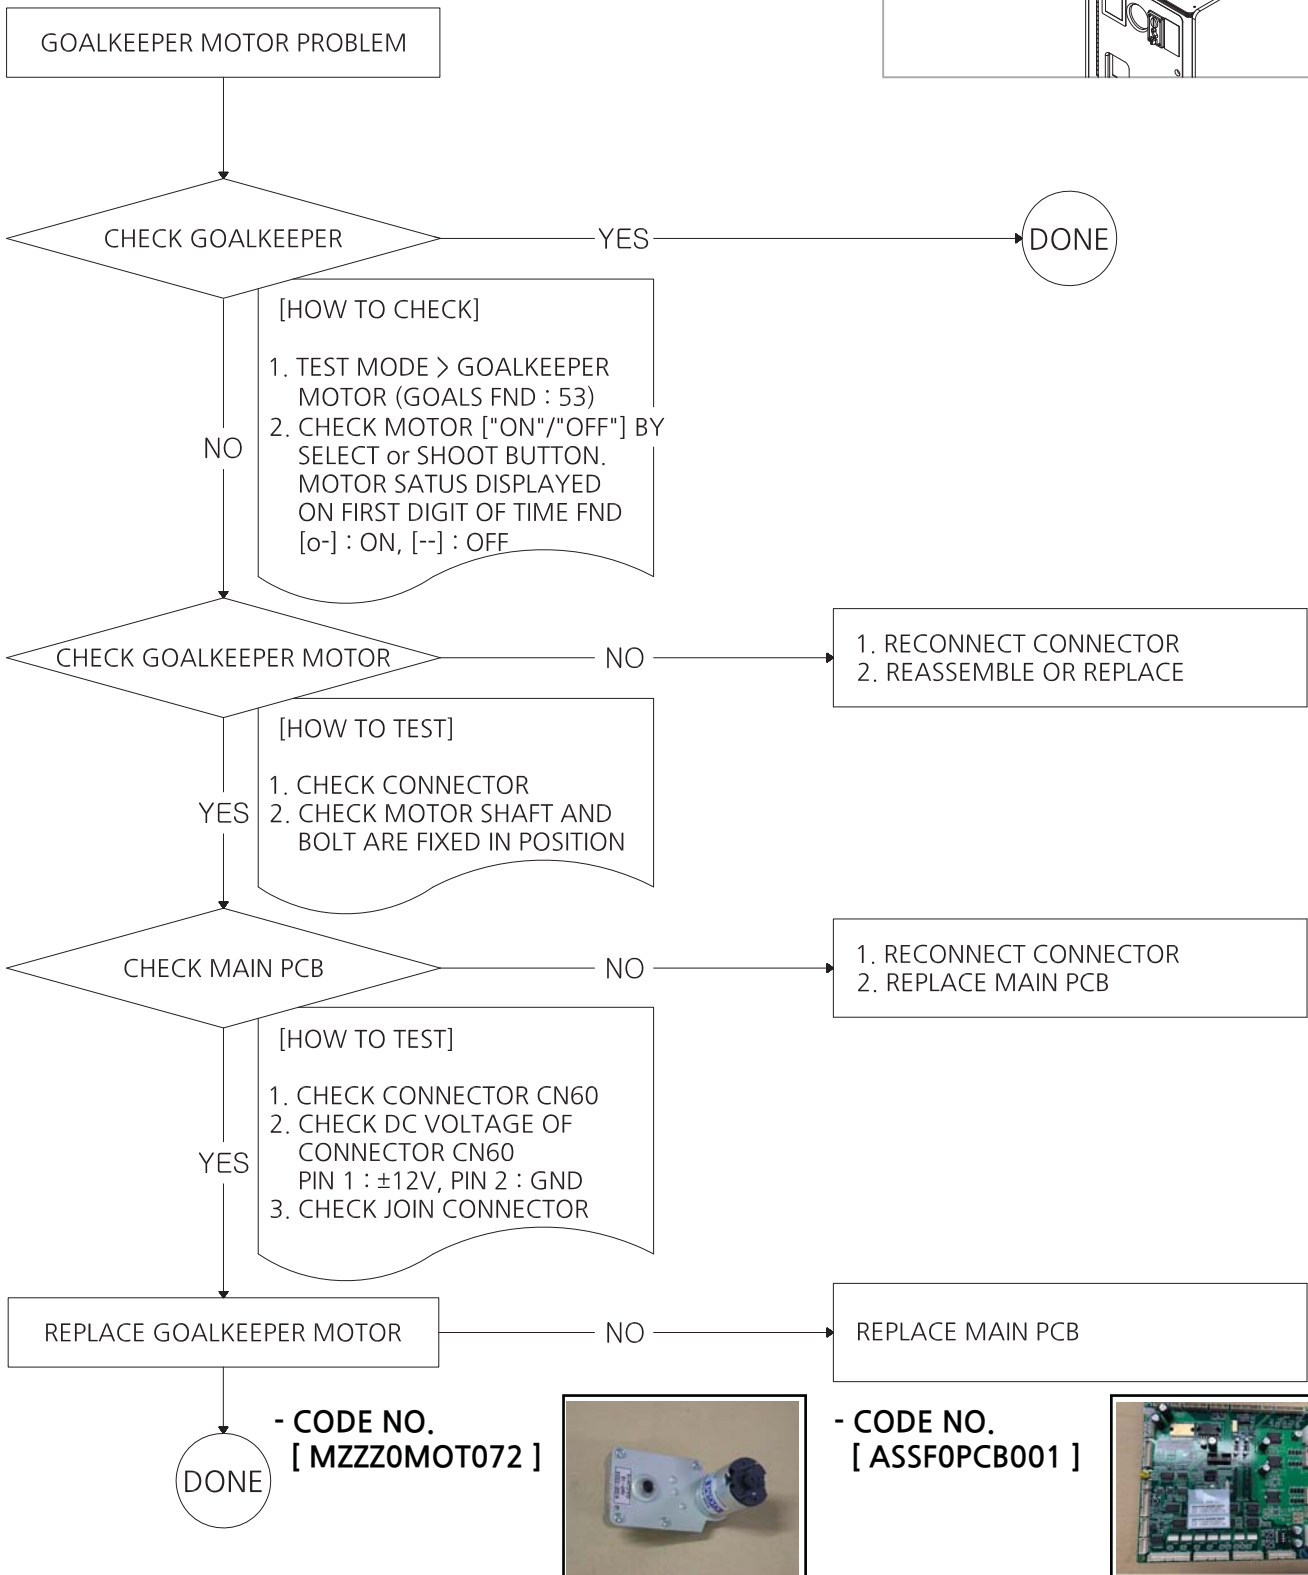 GOALKEEPER MOTOR PROBLEM
CHECK GOALKEEPER
YES
DONE
[HOW TO CHECK]
1. TEST MODE > GOALKEEPER
MOTOR (GOALS FND : 53)
2. CHECK MOTOR ["ON"/"OFF"] BY
SELECT or SHOOT BUTTON.
MOTOR SATUS DISPLAYED
ON FIRST DIGIT OF TIME FND
[o-] : ON, [--] : OFF
NO
CHECK GOALKEEPER MOTOR
NO
1. RECONNECT CONNECTOR
2. REASSEMBLE OR REPLACE
[HOW TO TEST]
1. CHECK CONNECTOR
2. CHECK MOTOR SHAFT AND
BOLT ARE FIXED IN POSITION
YES
CHECK MAIN PCB
NO
1. RECONNECT CONNECTOR
2. REPLACE MAIN PCB
[HOW TO TEST]
1. CHECK CONNECTOR CN60
2. CHECK DC VOLTAGE OF
CONNECTOR CN60
PIN 1 : ±12V, PIN 2 : GND
3. CHECK JOIN CONNECTOR
YES
REPLACE GOALKEEPER MOTOR
NO
REPLACE MAIN PCB
DONE
- CODE NO.
[ MZZZ0MOT072 ]
- CODE NO.
[ ASSF0PCB001 ]